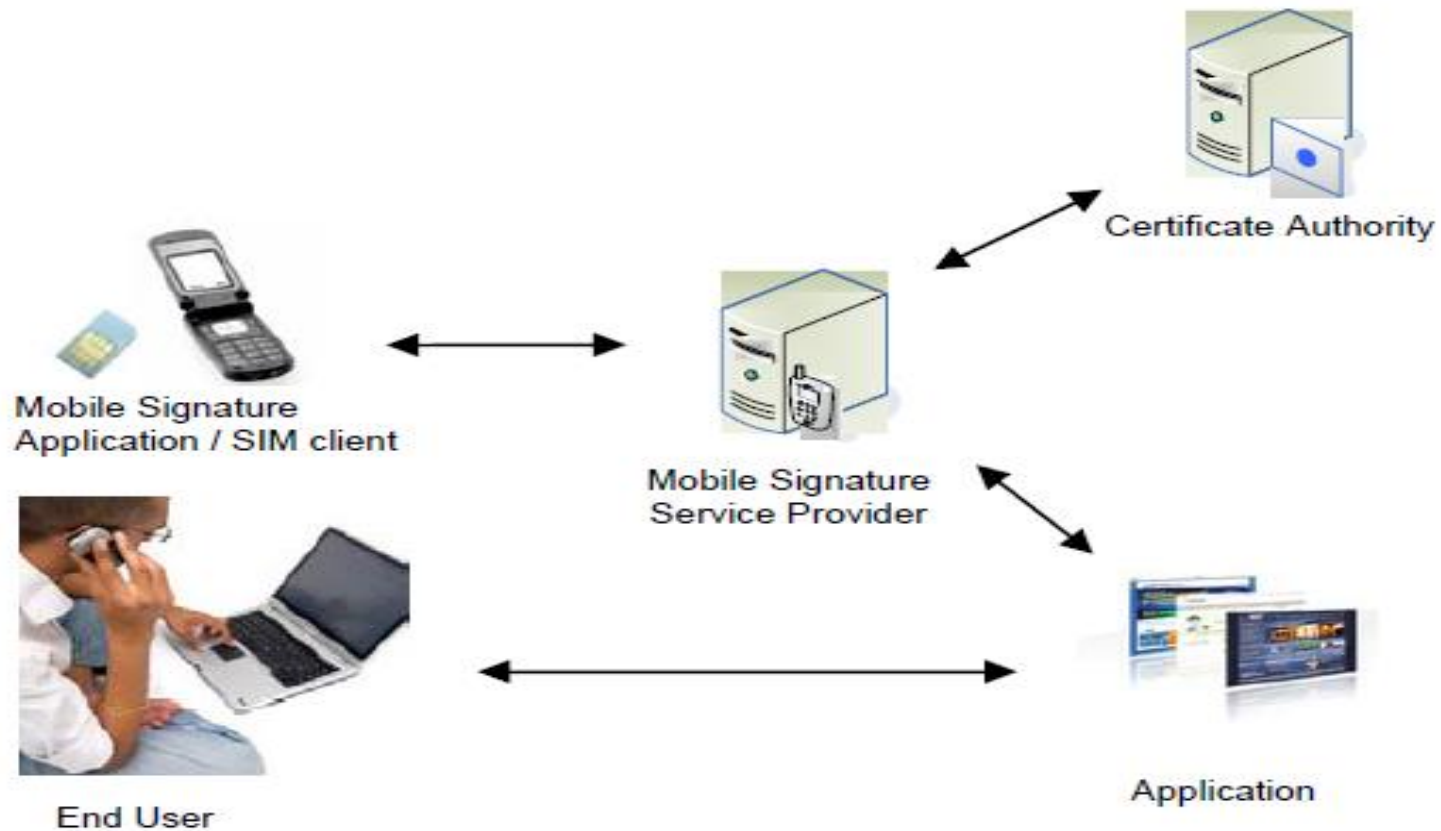 Certificate Authority
Mobile Signature
Application / SIM client
Mobile Signature
Service Provider
Application
End User